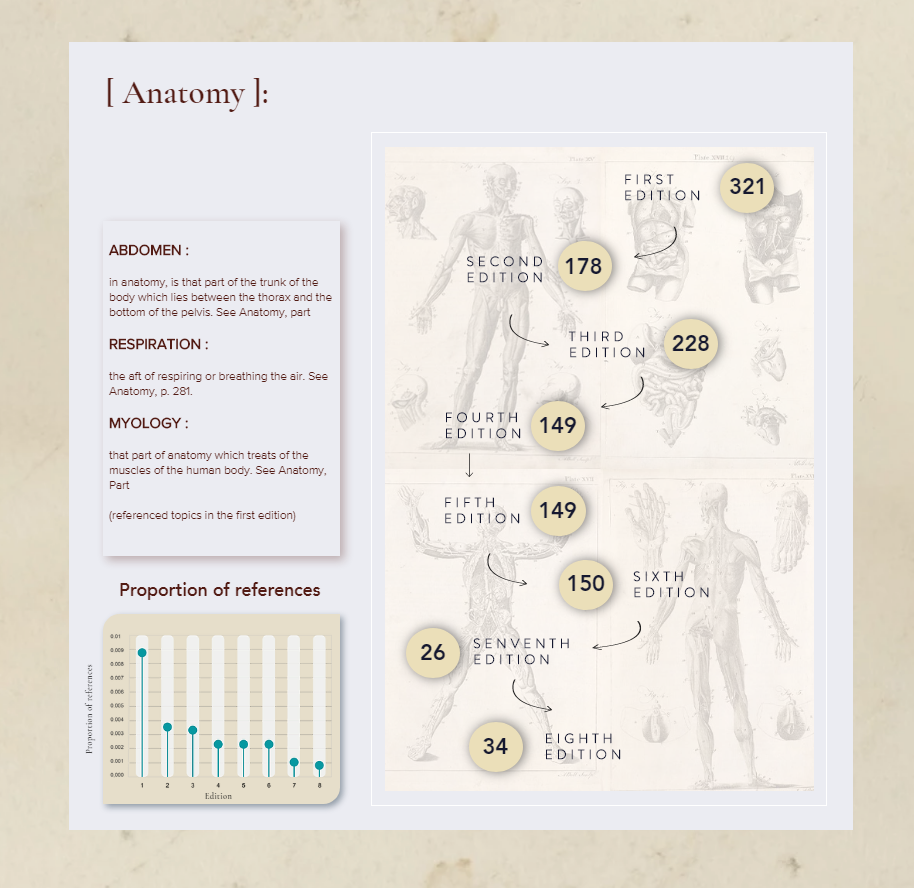 [ Anatomy ]:
ABDOMEN :
in anatomy, is that part of the trunk of the
body which lies between the thorax and the
bottom of the pelvis. See Anatomy, part
RESPIRATION :
the aft of respiring or breathing the air. See
Anatomy, p. 281.
MYOLOGY :
that part of anatomy which treats of the
muscles of the human body. See Anatomy,
Part
(referenced topics in the first edition)
Proportion of references
0.01
0.009
0.008
0.007
0.006
0.005
0.004
0.003
0.002
0.001
0.000
Proportion of references
1 2 3 4 5 6 7 8
Edition
FIRST
EDITION
321
SECOND
EDITION
178
THIRD
EDITION
228
FOURTH
EDITION
149
FIFTH
EDITION
149
150
SIXTH
EDITION
26
SENVENTH
EDITION
34
EIGHTH
EDITION